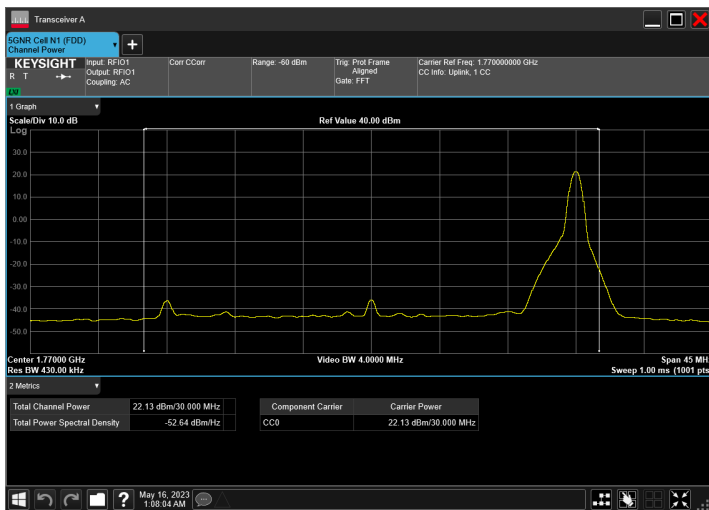 Transceiver A
5GNR Cell N1 (FDD)
Channel Power
KEYSIGHT
R T
LXI
Input: RFIO1
Output: RFIO1
Coupling: AC
Corr CCorr
Range: -60 dBm
Trig: Prot Frame
Aligned
Gate: FFT
Carrier Ref Freq: 1.770000000 GHz
CC Info: Uplink, 1 CC
1 Graph
Scale/Div 10.0 dB
Ref Value 40.00 dBm
Log
30.0
20.0
10.0
0.00
-10.0
-20.0
-30.0
-40.0
-50.0
Center 1.77000 GHz
Video BW 4.0000 MHz
Span 45 MH
Res BW 430.00 kHz
Sweep 1.00 ms (1001 pts
2 Metrics
Total Channel Power 22.13 dBm/30.000 MHz
Total Power Spectral Density -52.64 dBm/Hz
Component Carrier Carrier Power
CC0 22.13 dBm/30.000 MHz
?
May 16, 2023
1:08:04 AM